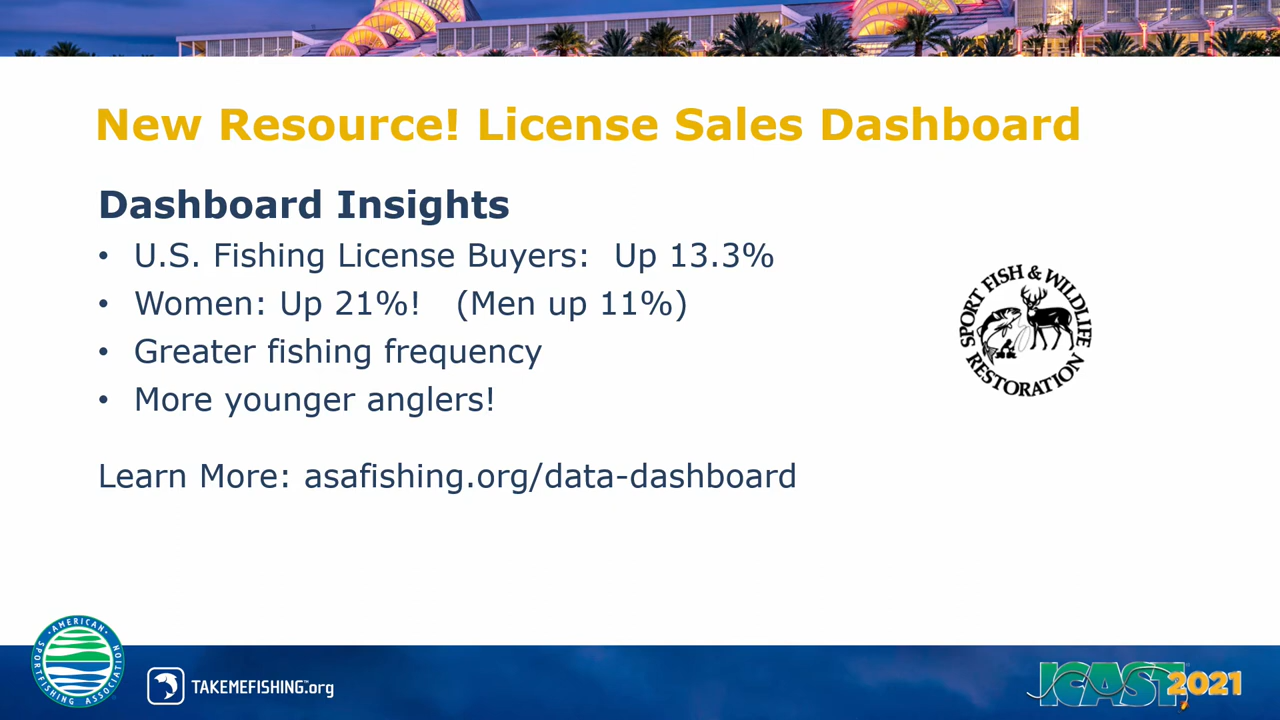 New Resource! License Sales Dashboard
Dashboard Insights
• U.S. Fishing License Buyers: Up 13.3%
• Women: Up 21%! (Men up 11%)
• Greater fishing frequency
• More younger anglers!
SPORT FISH & WILDLIFE
RESTORATION
Learn More: asafishing.org/data-dashboard
·AMERICAN·
SPORTFISHING ASSOCIATION
TAKEMEFISHING™.org
ICAST
2021